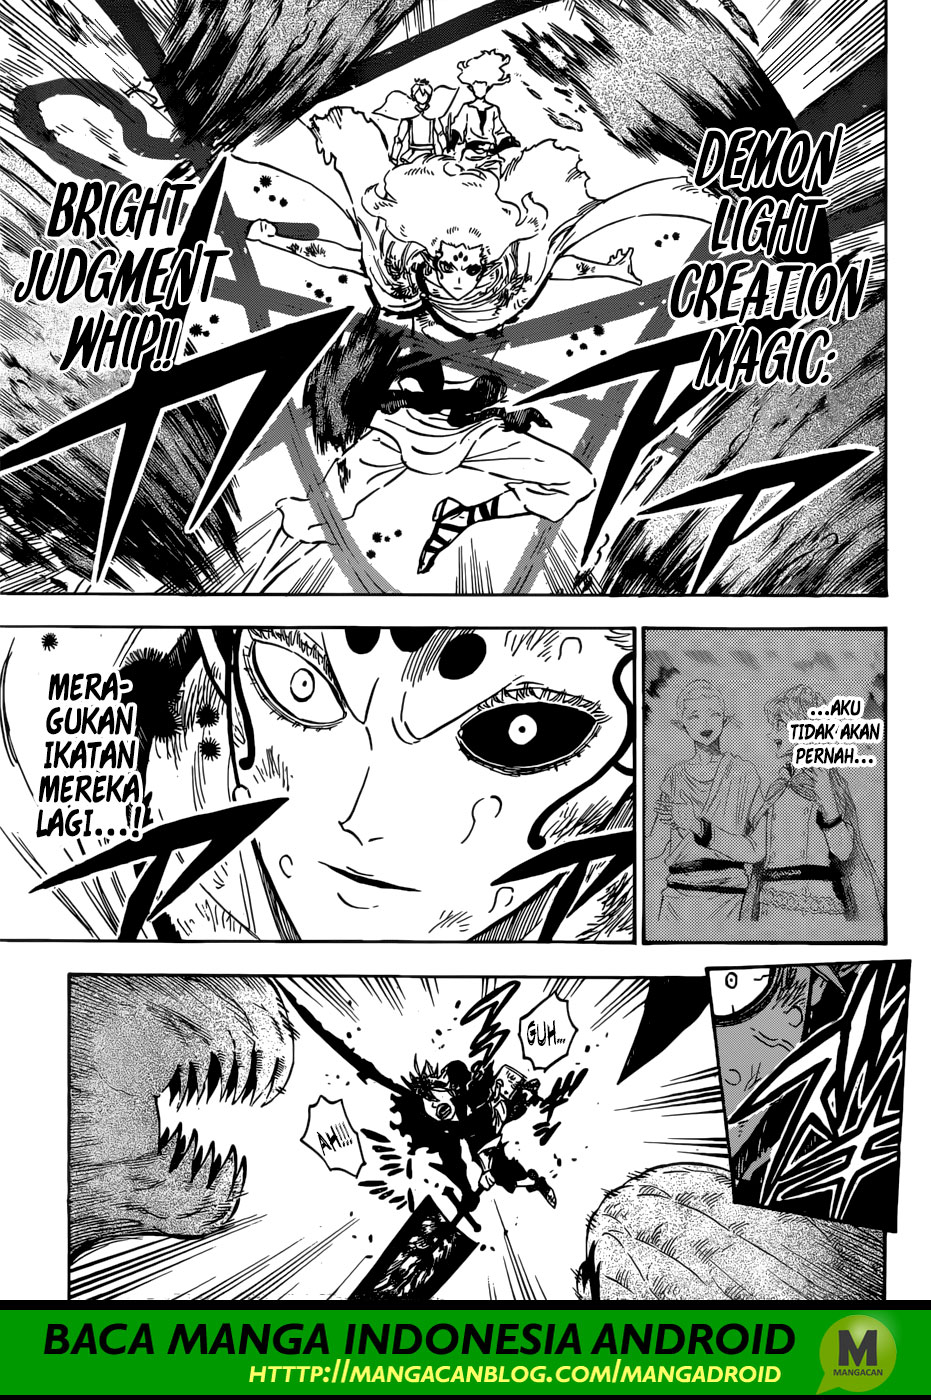 DEMON
LIGHT
CREATION
MAGIC:
BRIGHT
JUDGMENT
WHIP!!
...AKU
TIDAK AKAN
PERNAH...
MERA-
GUKAN
IKATAN
MEREKA
LAGI...!
GUH...
AH!!!
BACA MANGA INDONESIA ANDROID
HTTTP://MANGACANBLOG.COM/MANGADROID
M
MANGACAN